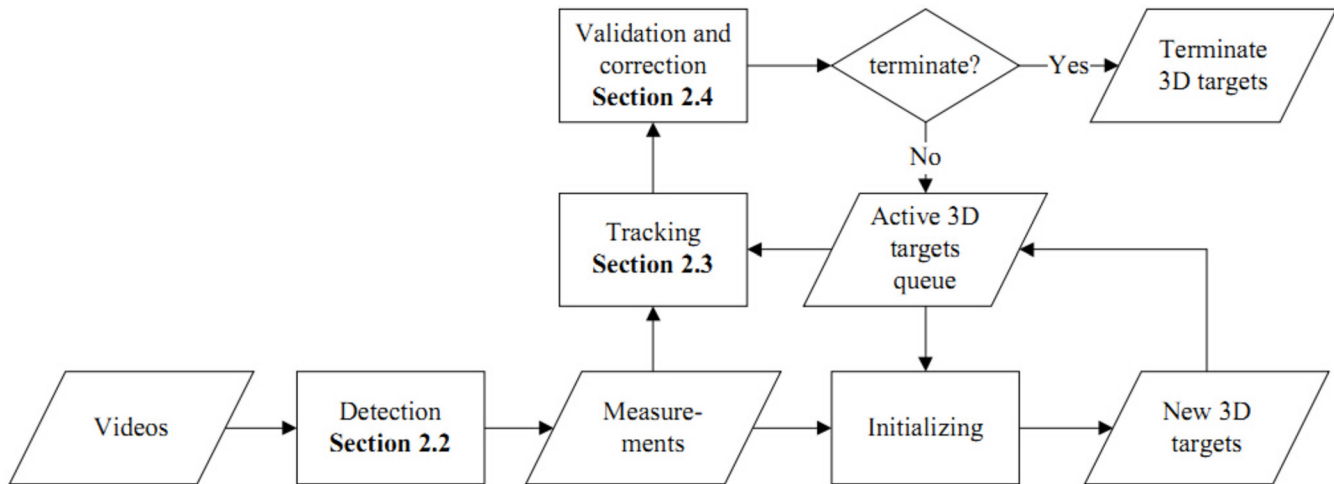 Validation and
correction
Section 2.4
terminate?
Yes
Terminate
3D targets
No
Tracking
Section 2.3
Active 3D
targets
queue
Videos
Detection
Section 2.2
Measure-
ments
Initializing
New 3D
targets